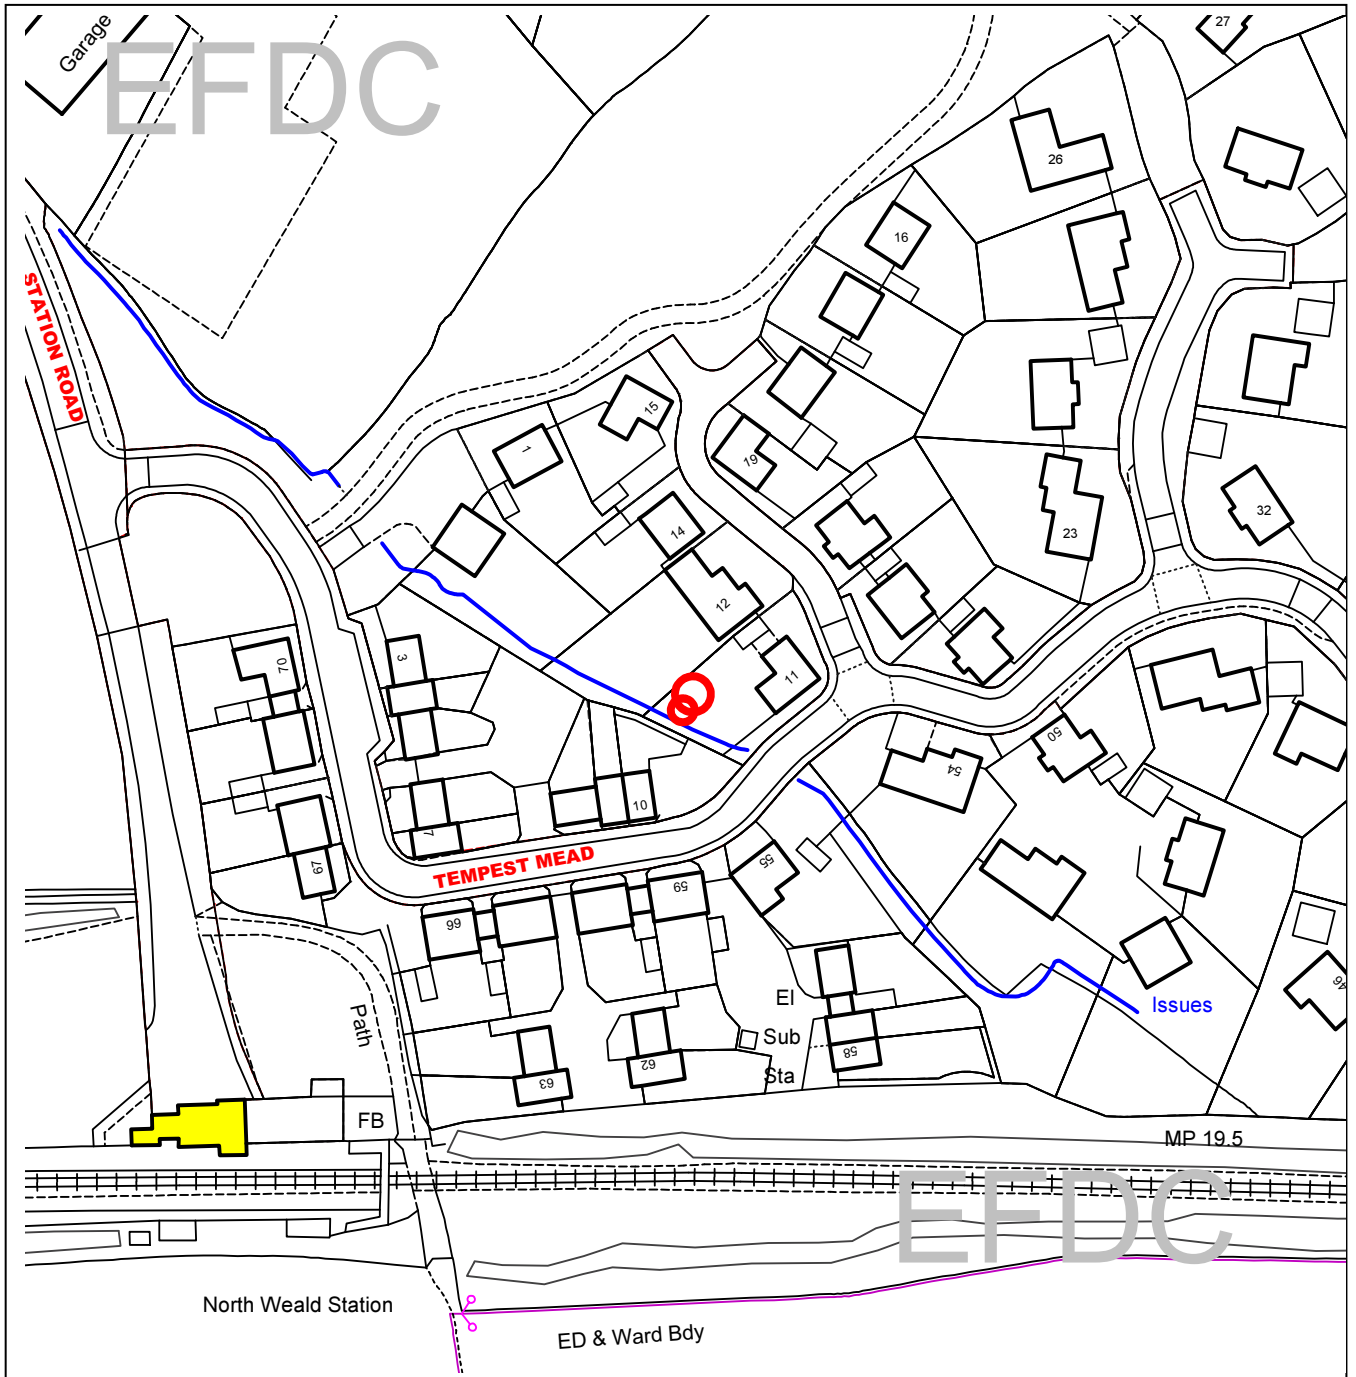 Garage
EFDC
27
26
16
STATION ROAD
15
1
19
14
32
23
12
3
70
11
50
54
10
7
TEMPEST MEAD
55
67
59
66
46
El
Issues
Path
Sub
58
62
Sta
63
FB
MP 19.5
EFDC
North Weald Station
ED & Ward Bdy